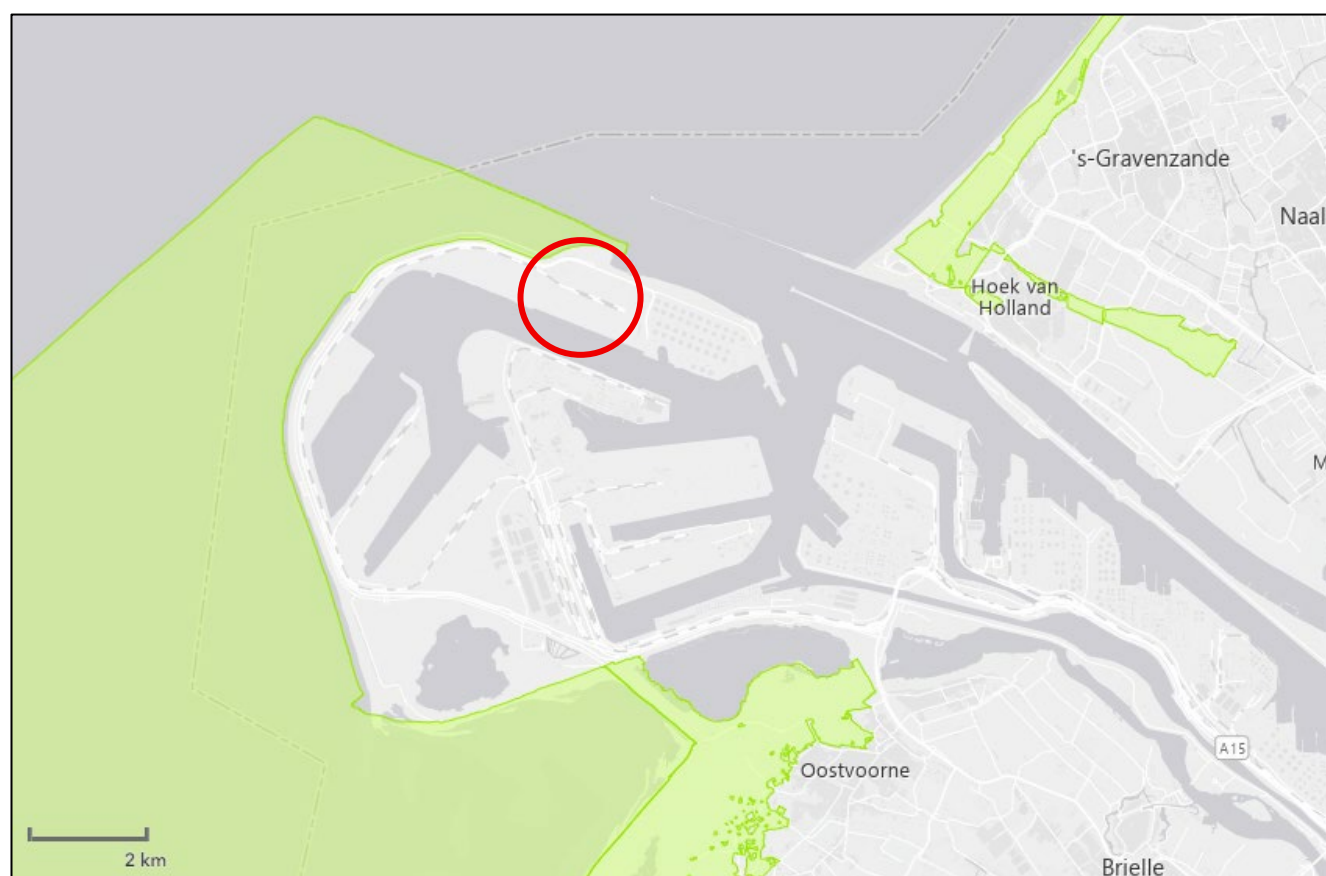 's-Gravenzande
Naal
Hoek van
Holland
M
A15
Oostvoorne
2 km
Brielle